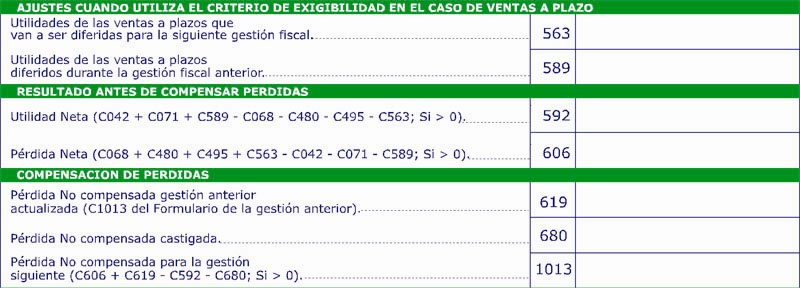 AJUSTES CUANDO UTILIZA EL CRITERIO DE EXIGIBILIDAD EN EL CASO DE VENTAS A PLAZO
Utilidades de las ventas a plazos que
van a ser diferidas para la siguiente gestión fiscal. 563
Utilidades de las ventas a plazos
diferidos durante la gestión fiscal anterior. 589
RESULTADO ANTES DE COMPENSAR PERDIDAS
Utilidad Neta (C042 + C071 + C589 - C068 - C480 - C495 - C563; Si > 0). 592
Pérdida Neta (C068 + C480 + C495 + C563 - C042 - C071 - C589; Si > 0). 606
COMPENSACION DE PERDIDAS
Pérdida No compensada gestión anterior
actualizada (C1013 del Formulario de la gestión anterior). 619
Pérdida No compensada castigada. 680
Pérdida No compensada para la gestión
siguiente (C606 + C619 - C592 - C680; Si > 0). 1013